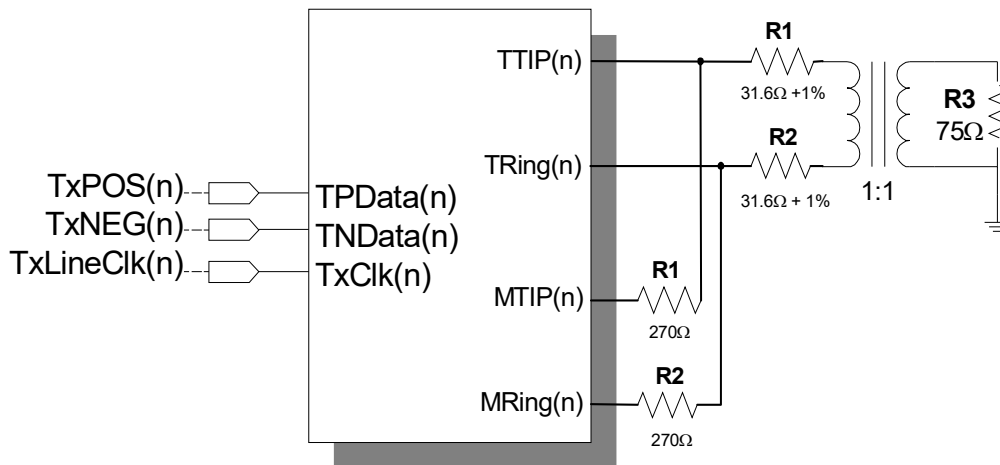 TTIP(n)
R1
31.6Ω +1%
R3
75Ω
R2
TRing(n)
31.6Ω + 1%
1:1
TxPOS(n)
TPData(n)
TxNEG(n)
TNData(n)
TxLineClk(n)
TxClk(n)
R1
MTIP(n)
270Ω
R2
MRing(n)
270Ω